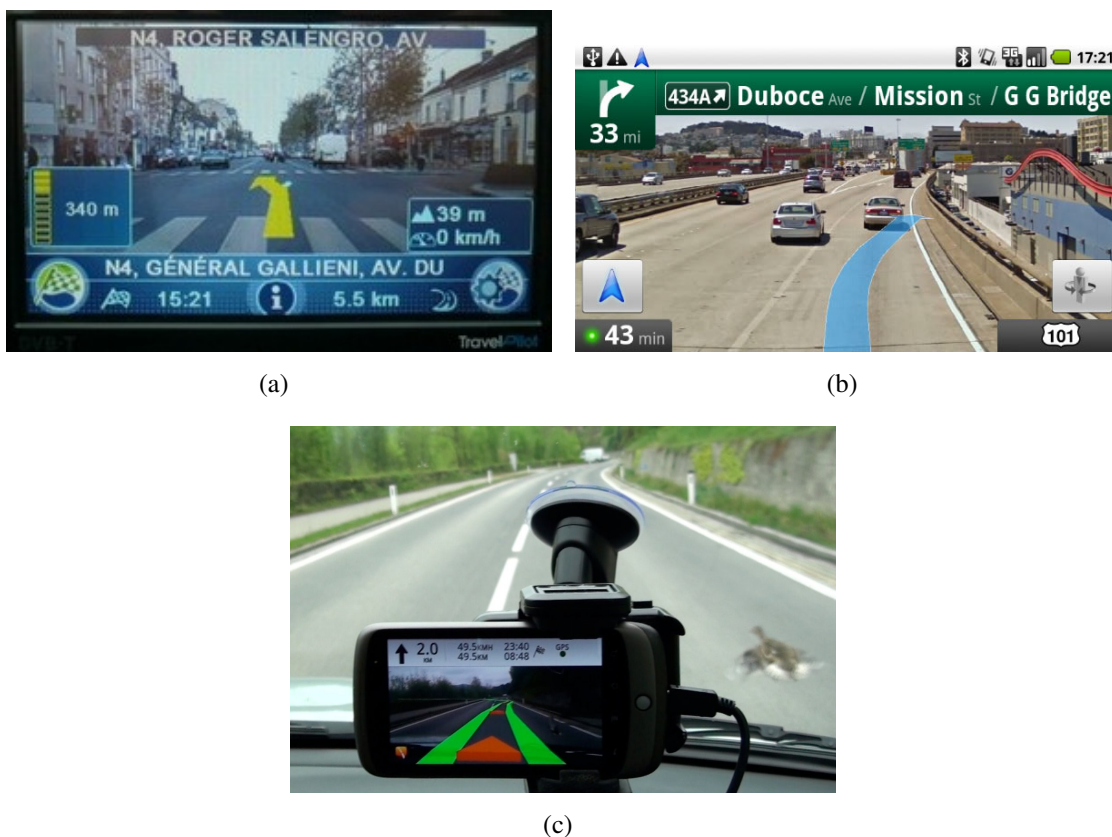 N4, ROGER SALENGRO, AV
340 m
39 m
0 km/h
N4, GÉNÉRAL GALLIENI, AV. DU
15:21
i
5.5 km
DVB-T
TravelPilot
(a)
3G
17:21
33 mi
434A Duboce Ave / Mission St / G G Bridge
43 min
101
(b)
2.0
KM
49.5KMH 23:40
49.5KM 08:48
GPS
(c)